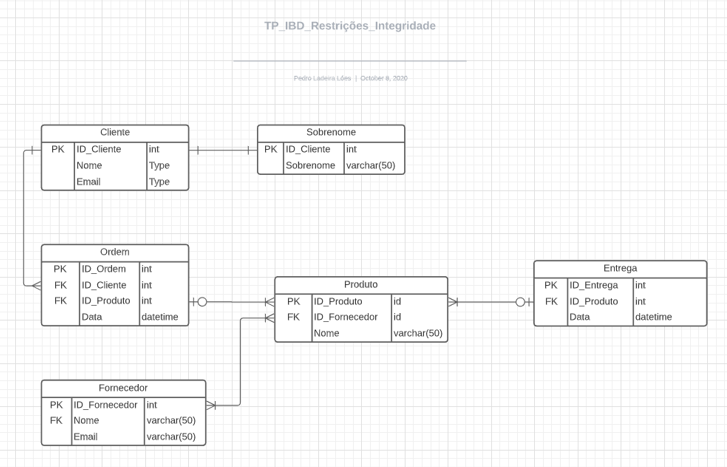 TP_IBD_Restrições_Integridade
Pedro Ladeira Lóes | October 6, 2020
Cliente
PK ID_Cliente int
Nome Type
Email Type
Sobrenome
PK ID_Cliente int
Sobrenome varchar(50)
Ordem
PK ID_Ordem int
FK ID_Cliente int
FK ID_Produto int
Data datetime
Produto
PK ID_Produto id
FK ID_Fornecedor id
Nome varchar(50)
Entrega
PK ID_Entrega int
FK ID_Produto int
Data datetime
Fornecedor
PK ID_Fornecedor int
FK Nome varchar(50)
Email varchar(50)